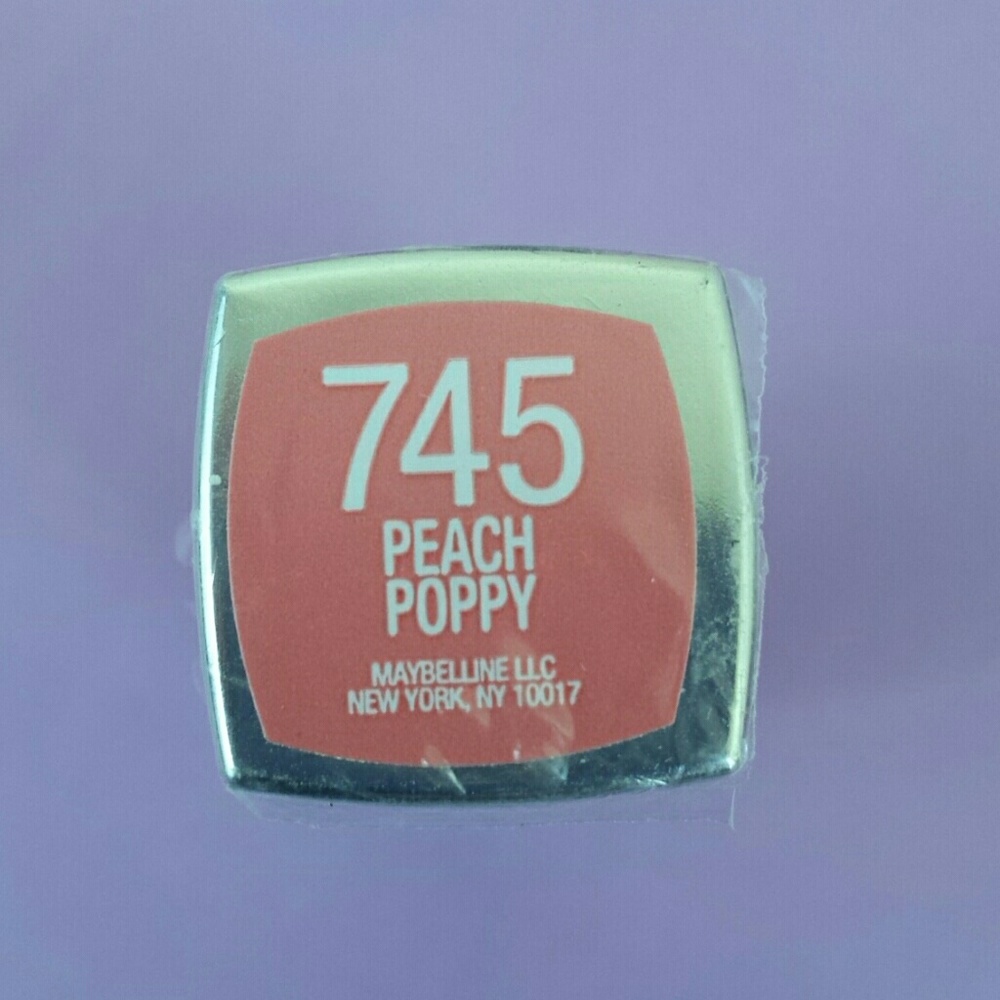 745
PEACH
POPPY
MAYBELLINE LLC
NEW YORK, NY 10017